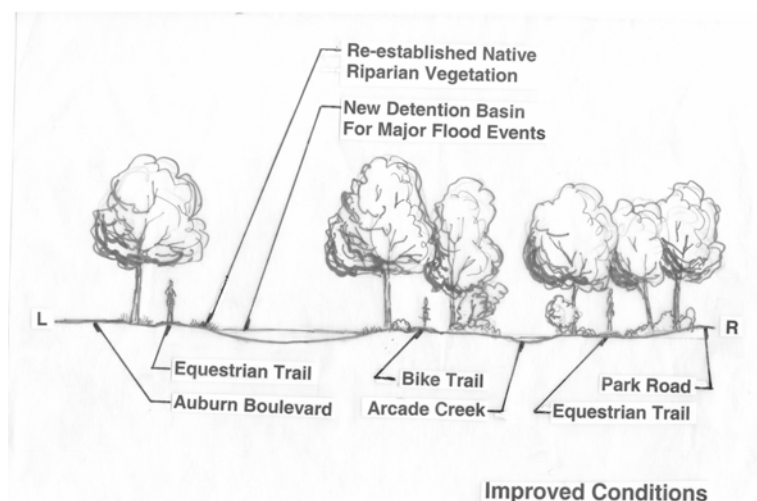 Re-established Native
Riparian Vegetation
New Detention Basin
For Major Flood Events
L
R
Equestrian Trail
Auburn Boulevard
Bike Trail
Arcade Creek
Park Road
Equestrian Trail
Improved Conditions